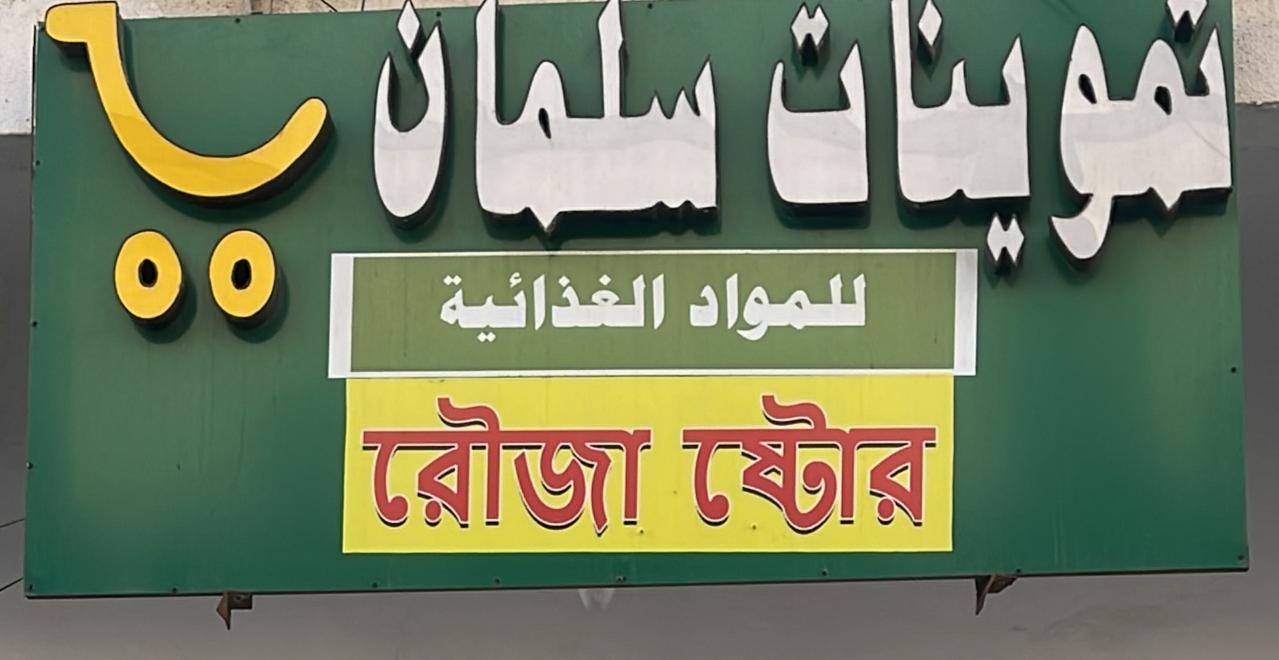 تموينات سلمان
للمواد الغذائية
রৌজা ষ্টোর